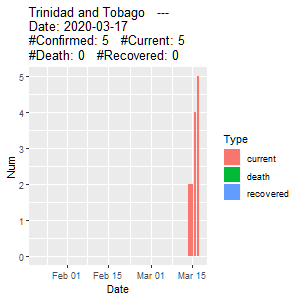 Trinidad and Tobago   ---
Date: 2020-03-17
#Confirmed: 5   #Current: 5
#Death: 0   #Recovered: 0
5
4
3
2
1
0
Num
Feb 01
Feb 15
Mar 01
Mar 15
Date
Type
current
death
recovered